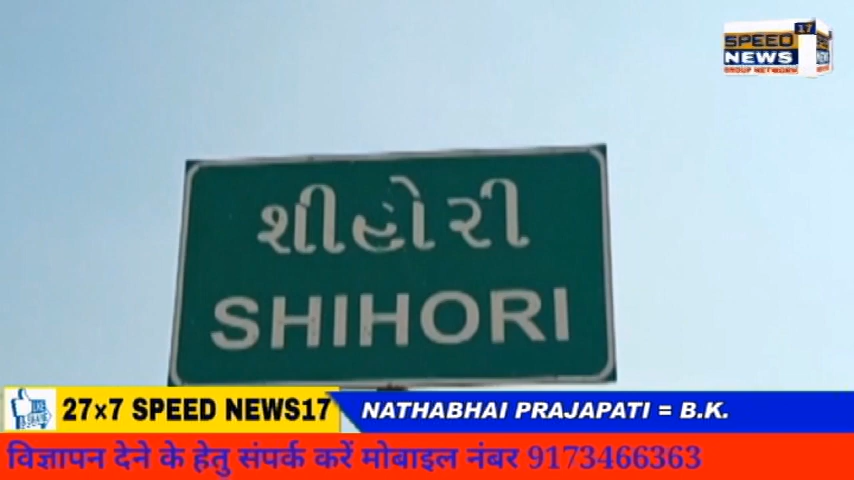 SPEED 17
NEWS
GROUP NETWORK
શીહોરી
SHIHORI
27×7 SPEED NEWS17
NATHABHAI PRAJAPATI = B.K.
विज्ञापन देने के हेतु संपर्क करें मोबाइल नंबर 9173466363